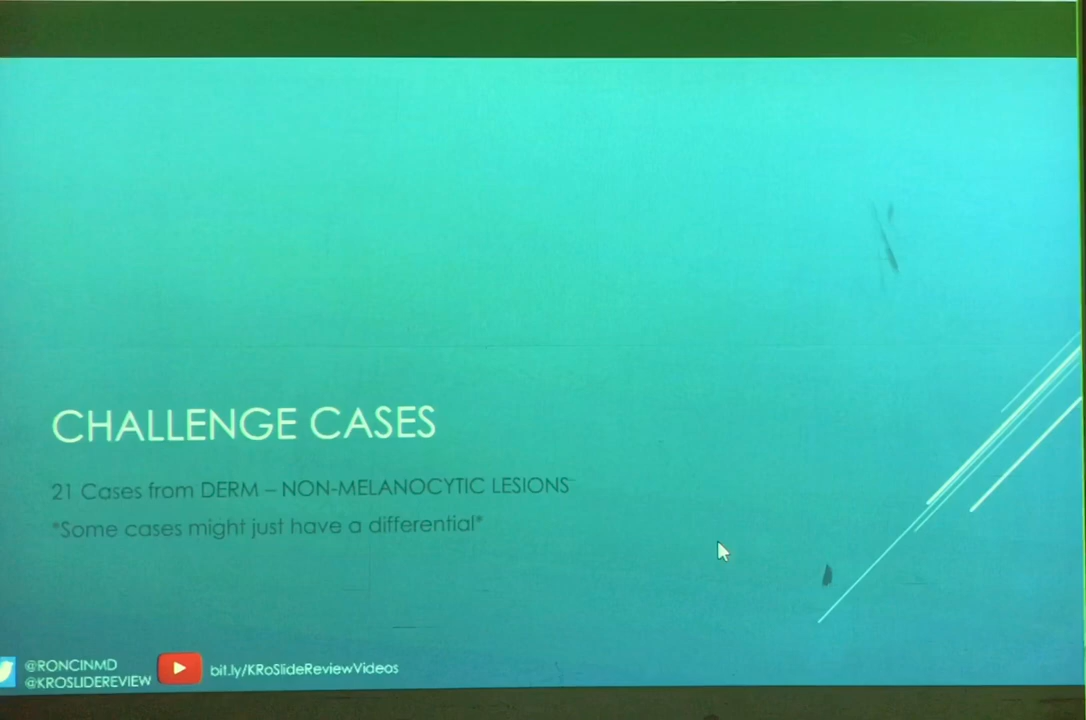 CHALLENGE CASES
21 Cases from DERM – NON-MELANOCYTIC LESIONS
*Some cases might just have a differential*
@RONCINMD
@KROSLIDEREVIEW
bit.ly/KRoSlideReviewVideos